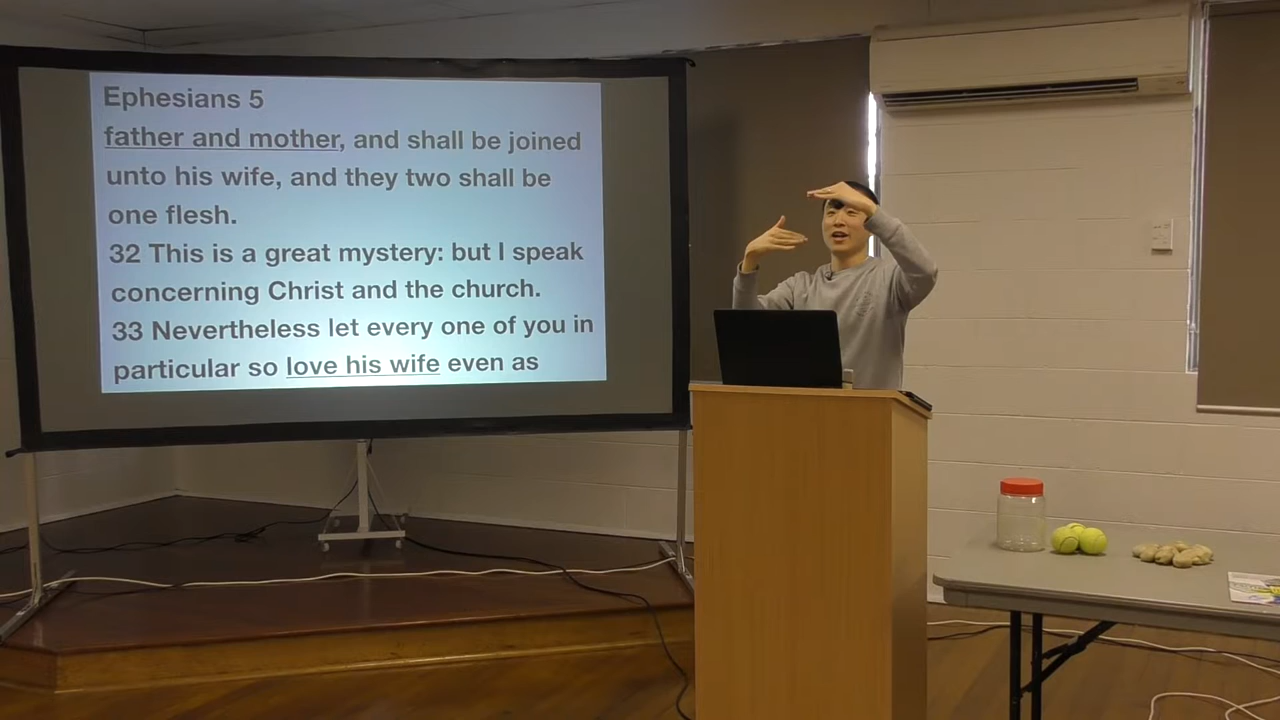 Ephesians 5
father and mother, and shall be joined
unto his wife, and they two shall be
one flesh.
32 This is a great mystery: but I speak
concerning Christ and the church.
33 Nevertheless let every one of you in
particular so love his wife even as